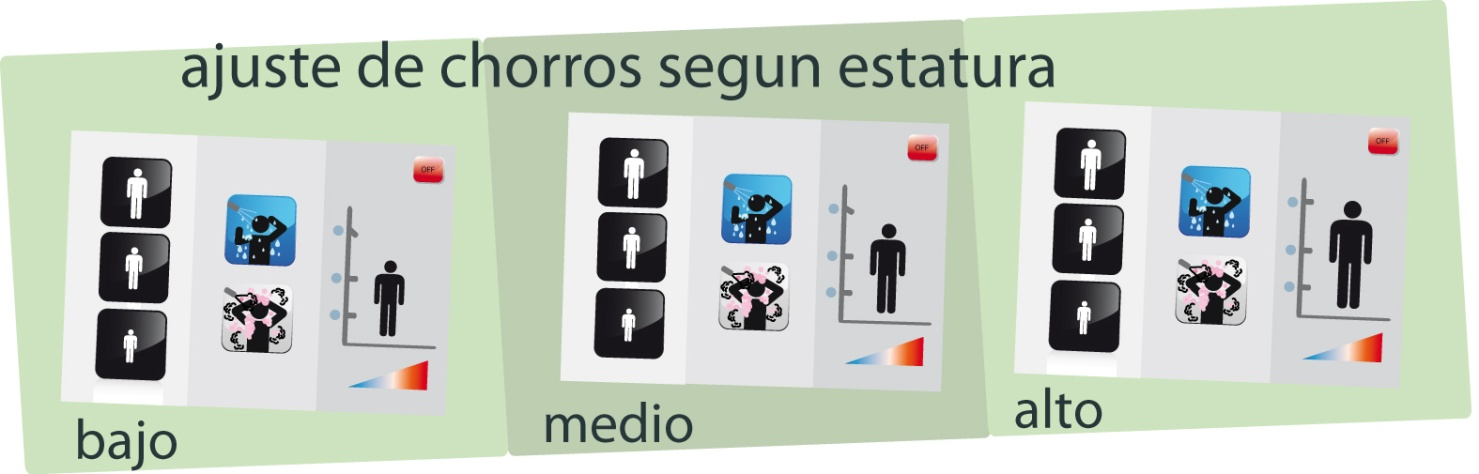 ajuste de chorros segun estatura
OFF
OFF
OFF
bajo
medio
alto